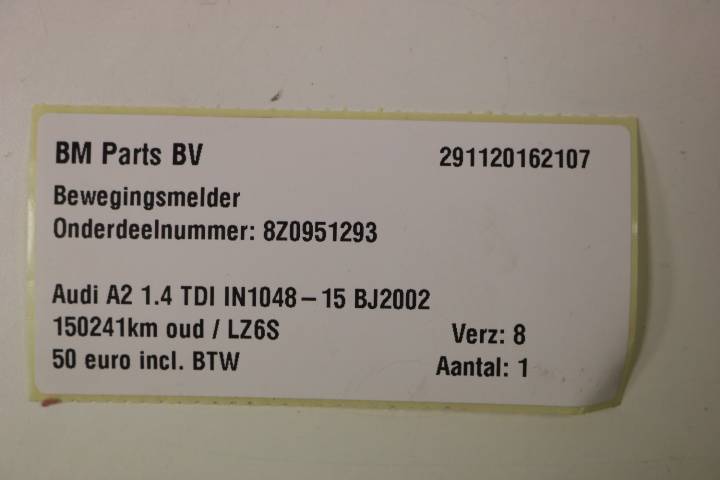 BM Parts BV 291120162107
Bewegingsmelder
Onderdeelnummer: 8Z0951293
Audi A2 1.4 TDI IN1048-15 BJ2002
150241km oud / LZ6S Verz: 8
50 euro incl. BTW Aantal: 1